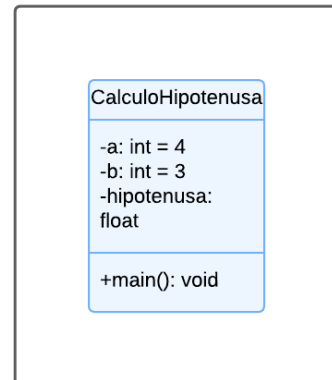 CalculoHipotenusa
-a: int = 4
-b: int = 3
-hipotenusa:
float
+main(): void